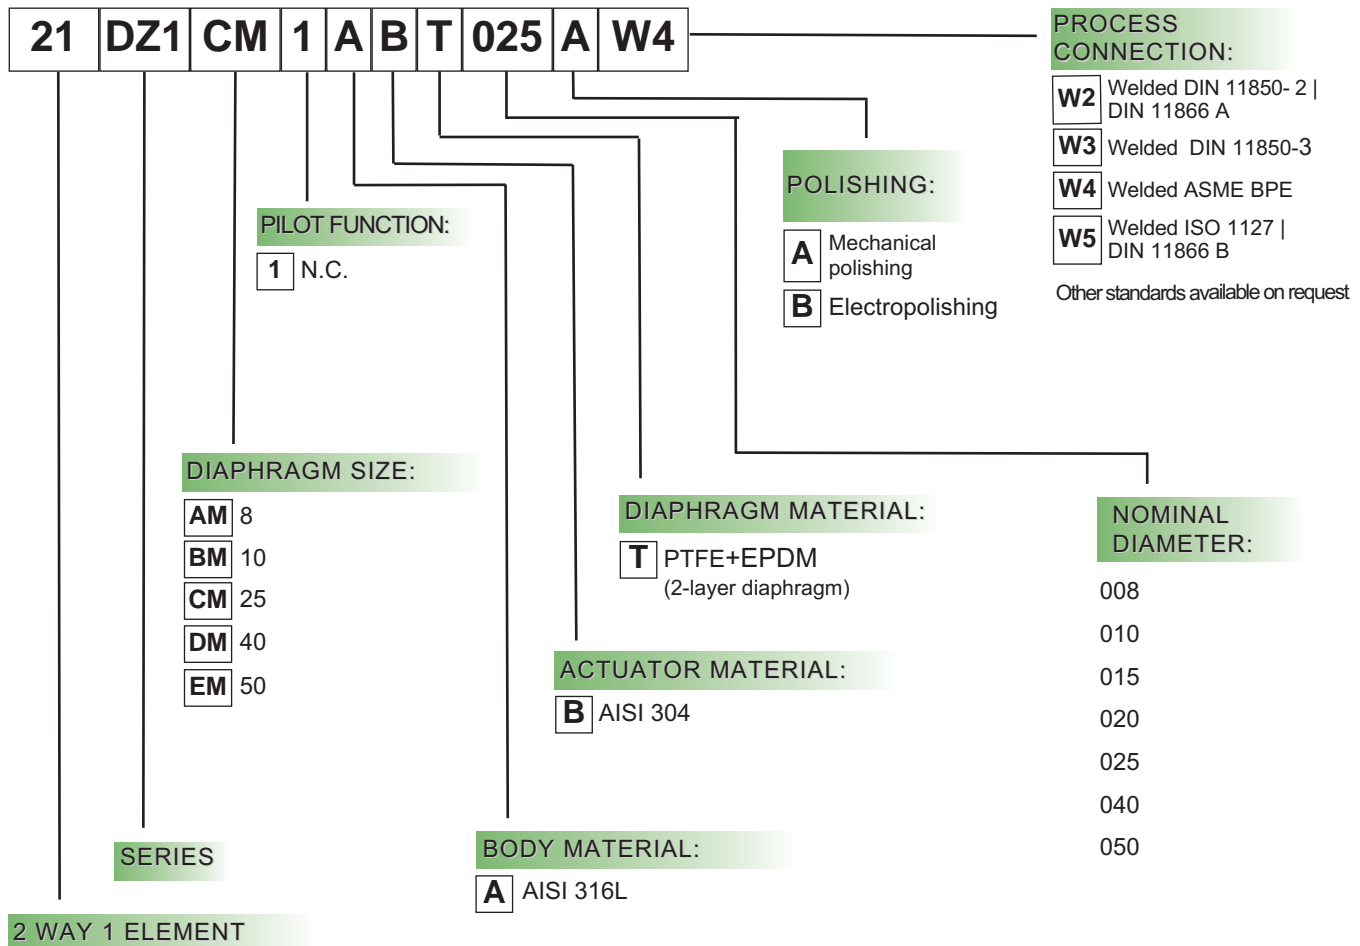 21 DZ1 CM 1 A B T 025 A W4
PROCESS
CONNECTION:
W2 Welded DIN 11850- 2 |
DIN 11866 A
W3 Welded DIN 11850-3
W4 Welded ASME BPE
W5 Welded ISO 1127 |
DIN 11866 B
Other standards available on request
POLISHING:
A Mechanical
polishing
B Electropolishing
PILOT FUNCTION:
1 N.C.
DIAPHRAGM SIZE:
AM 8
BM 10
CM 25
DM 40
EM 50
DIAPHRAGM MATERIAL:
T PTFE+EPDM
(2-layer diaphragm)
NOMINAL
DIAMETER:
008
010
015
020
025
040
050
ACTUATOR MATERIAL:
B AISI 304
SERIES
BODY MATERIAL:
A AISI 316L
2 WAY 1 ELEMENT